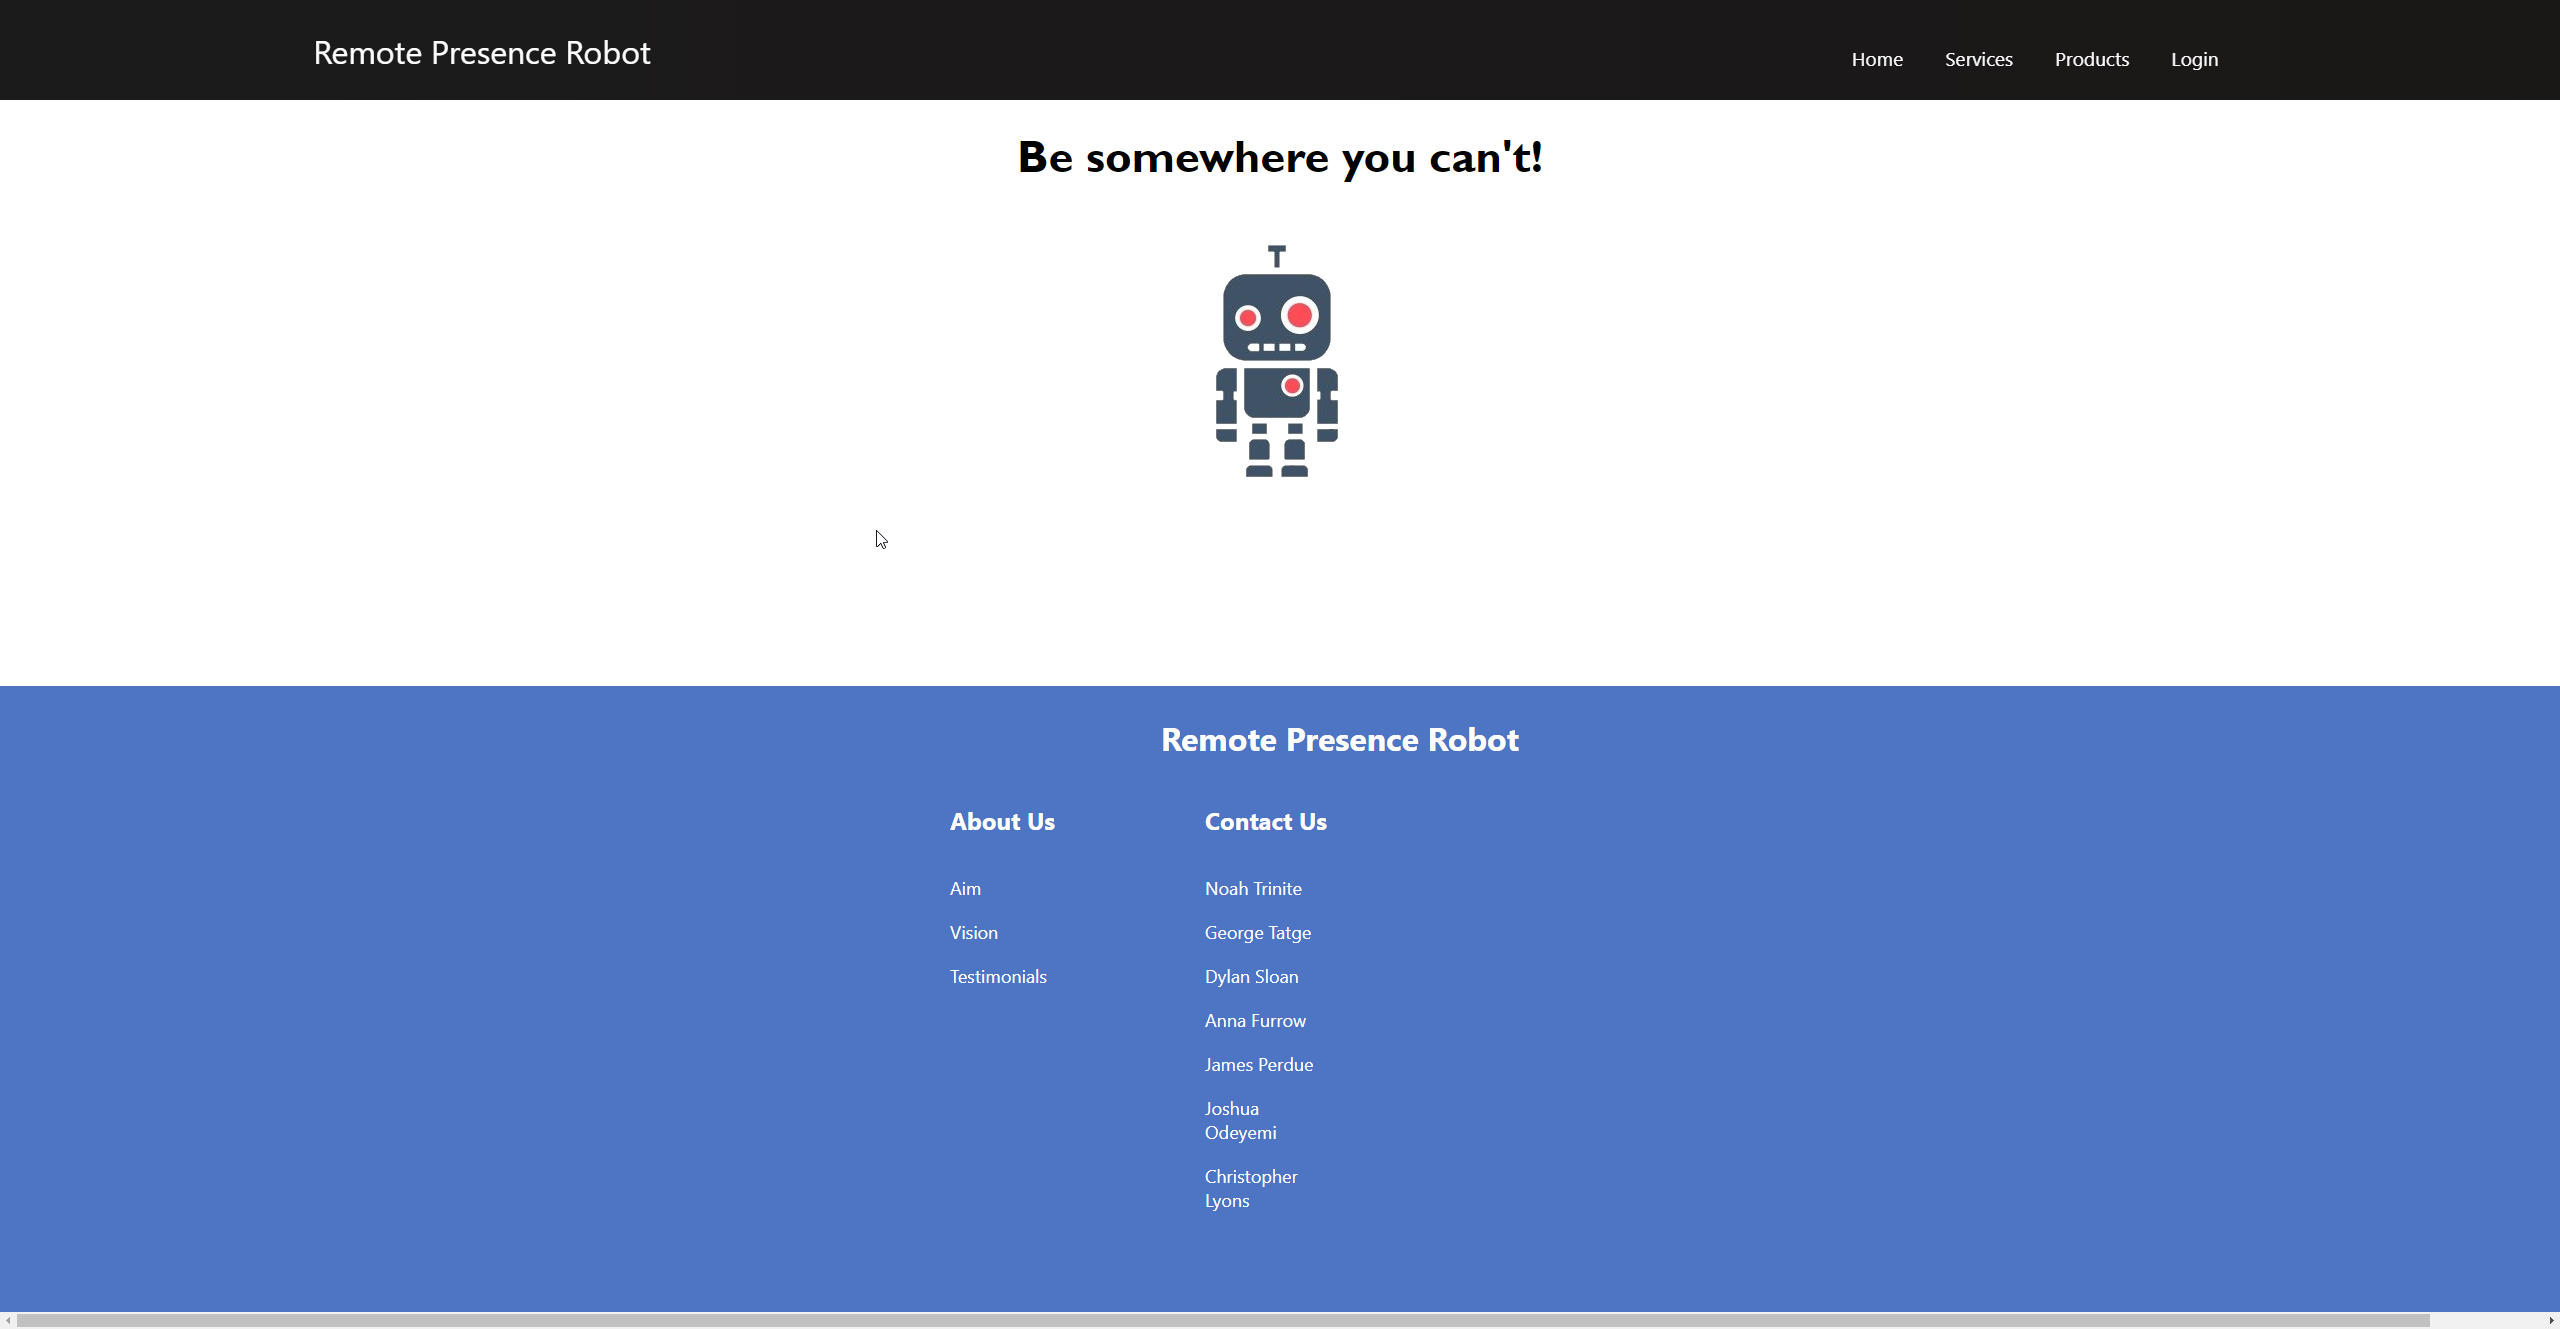 Remote Presence Robot
Home Services Products Login
Be somewhere you can't!
Remote Presence Robot
About Us
Aim
Vision
Testimonials
Contact Us
Noah Trinite
George Tatge
Dylan Sloan
Anna Furrow
James Perdue
Joshua
Odeyemi
Christopher
Lyons